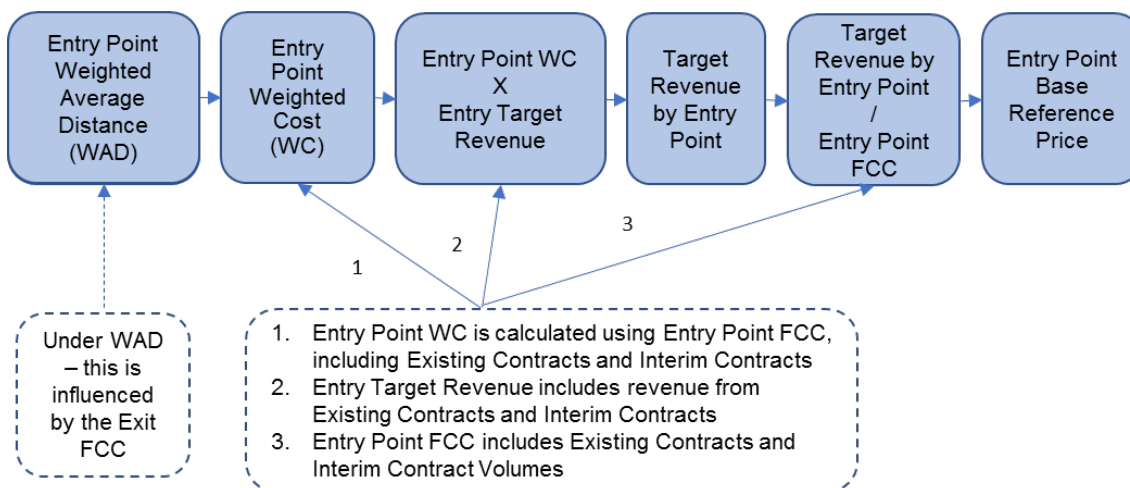 Entry Point
Weighted
Average
Distance
(WAD)
Entry
Point
Weighted
Cost
(WC)
Entry Point WC
X
Entry Target
Revenue
Target
Revenue
by Entry
Point
Target
Revenue by
Entry Point
/
Entry Point
FCC
Entry Point
Base
Reference
Price
1
2
3
Under WAD
– this is
influenced
by the Exit
FCC
1. Entry Point WC is calculated using Entry Point FCC,
including Existing Contracts and Interim Contracts
2. Entry Target Revenue includes revenue from
Existing Contracts and Interim Contracts
3. Entry Point FCC includes Existing Contracts and
Interim Contract Volumes